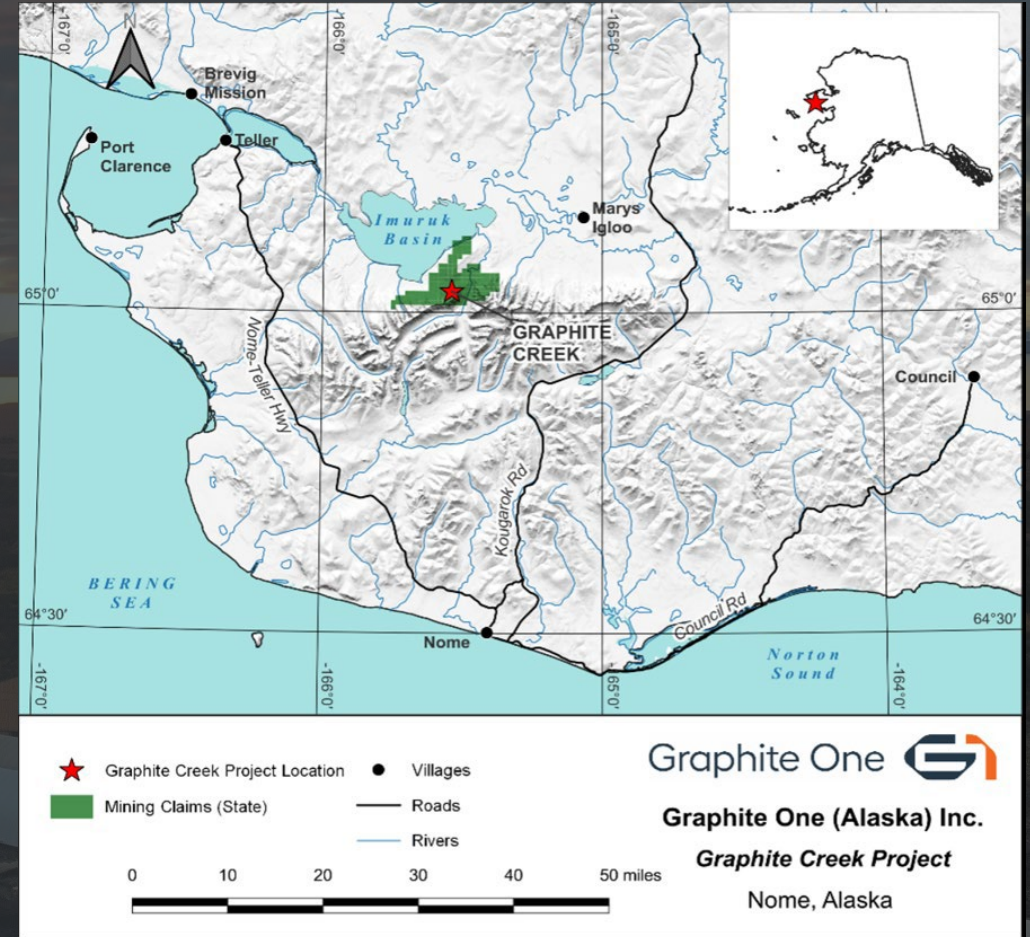 N
-167°0'
-166°0'
-165°0'
Brevig
Mission
Port
Clarence
Teller
Imuruk
Basin
Marys
Igloo
65°0'
65°0'
GRAPHITE
CREEK
Nome-Teller Hwy
Council
Kougarok Rd
BERING
SEA
64°30'
64°30'
Council Rd
Nome
Norton
Sound
-167°0'
-166°0'
-165°0'
-164°0'
Graphite Creek Project Location
Villages
Mining Claims (State)
Roads
Rivers
0 10 20 30 40 50 miles
Graphite One G1
Graphite One (Alaska) Inc.
Graphite Creek Project
Nome, Alaska